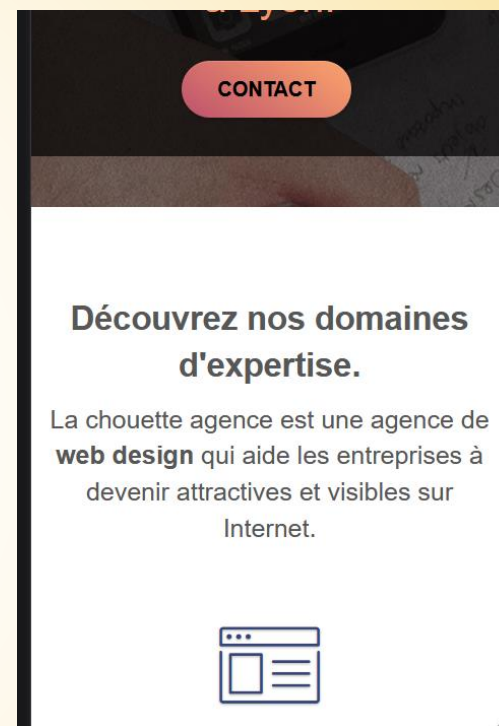 à Lyon.
CONTACT
Découvrez nos domaines
d'expertise.
La chouette agence est une agence de
web design qui aide les entreprises à
devenir attractives et visibles sur
Internet.